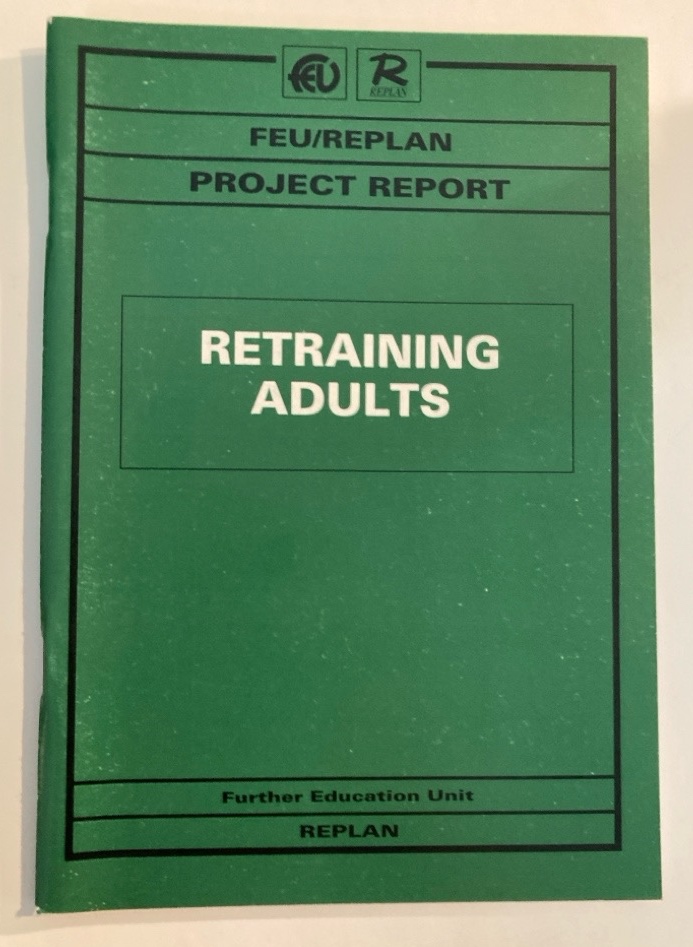 FEU
R
REPLAN
FEU/REPLAN
PROJECT REPORT
RETRAINING
ADULTS
Further Education Unit
REPLAN